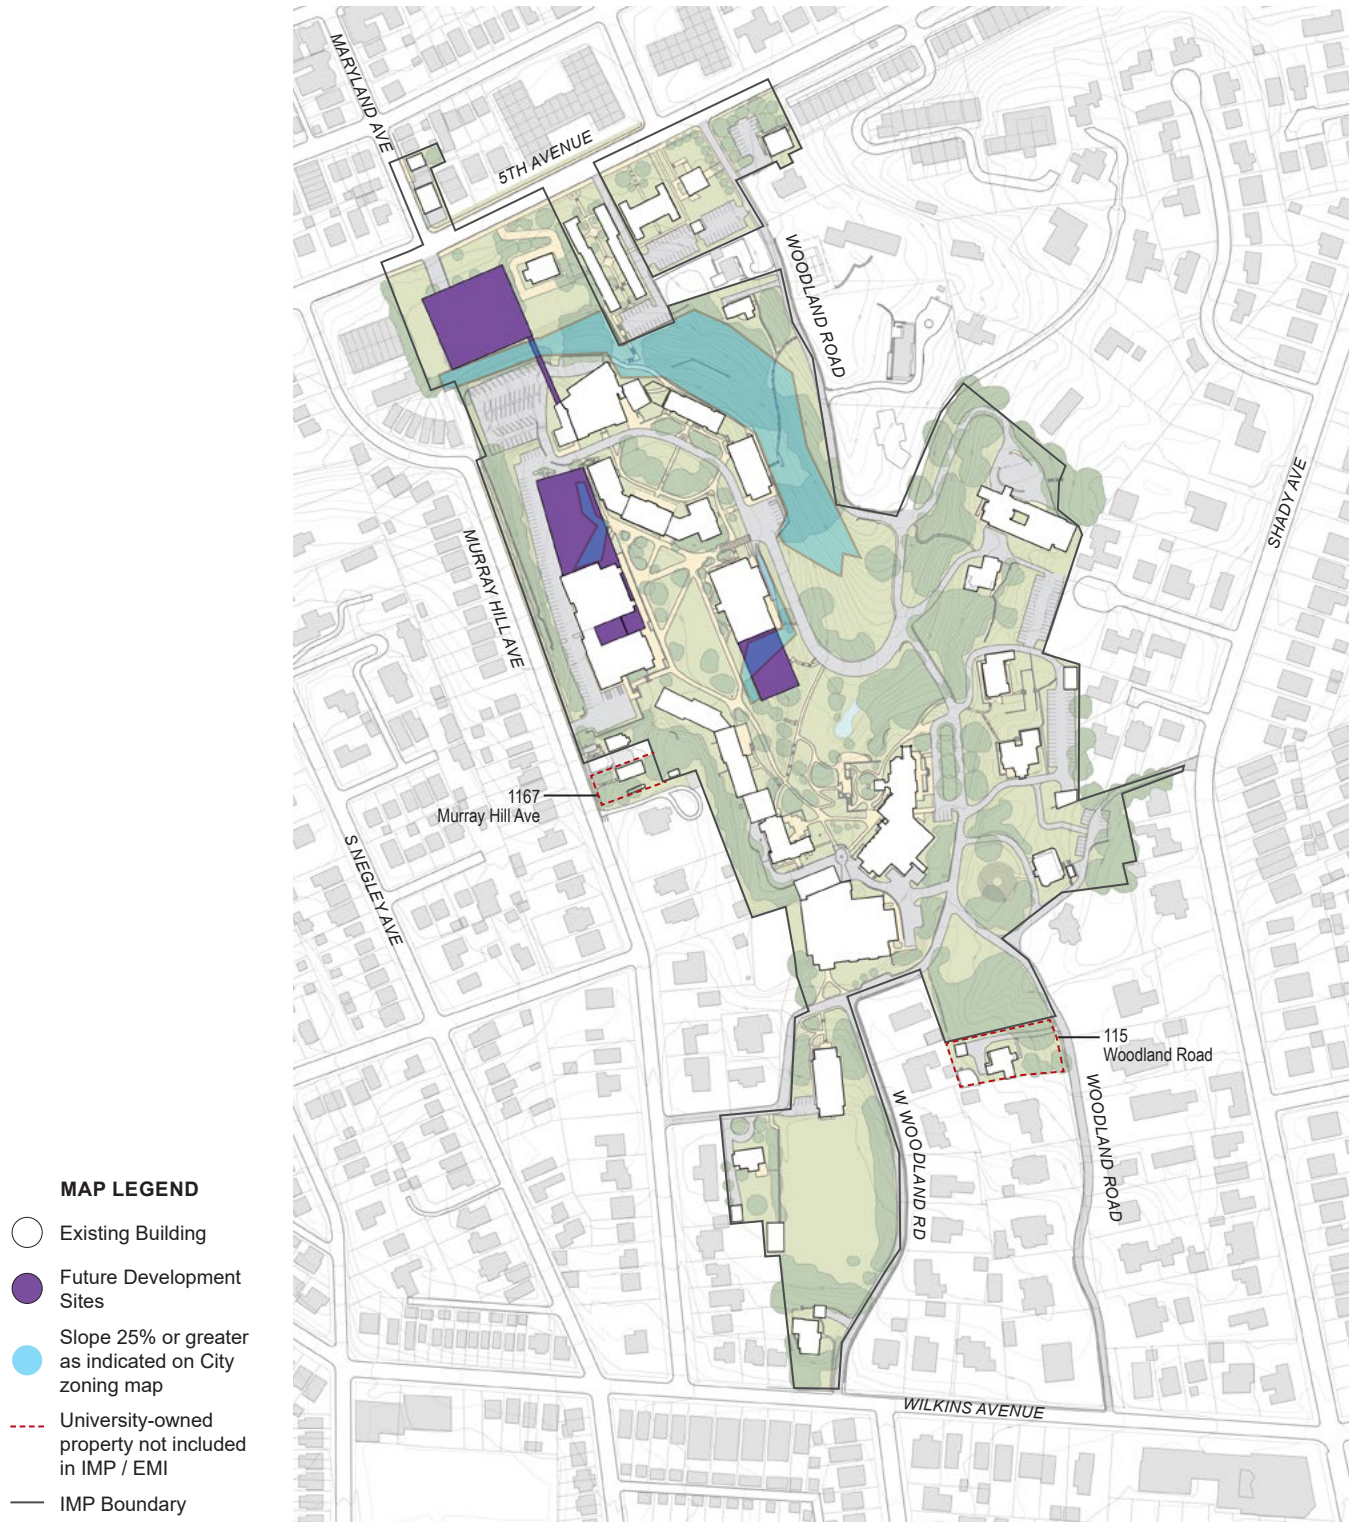 MARYLAND AVE
5TH AVENUE
WOODLAND ROAD
SHADY AVE
MURRAY HILL AVE
1167
Murray Hill Ave
S NEGLEY AVE
115
Woodland Road
W WOODLAND RD
WOODLAND ROAD
WILKINS AVENUE
MAP LEGEND
Existing Building
Future Development
Sites
Slope 25% or greater
as indicated on City
zoning map
University-owned
property not included
in IMP / EMI
IMP Boundary